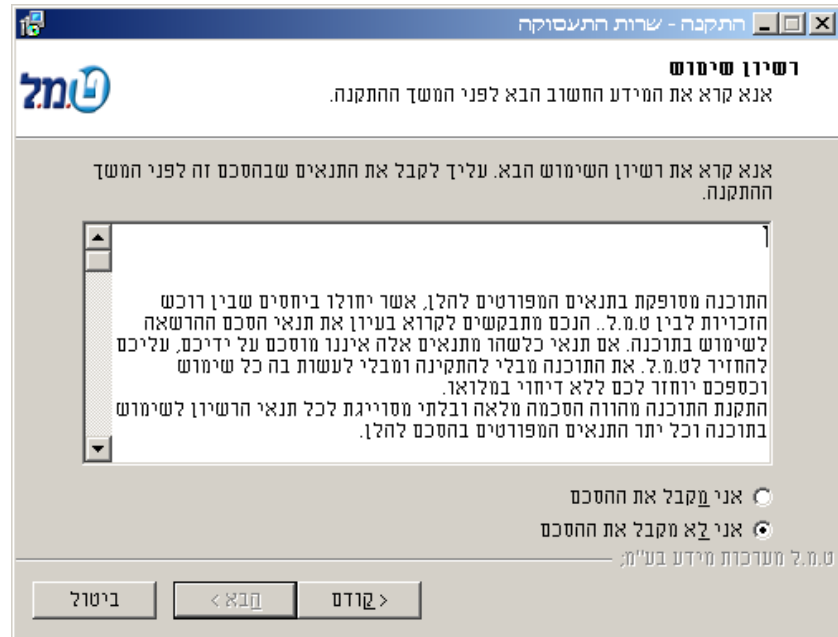 התקנה - שרות התעסוקה
רשיון שימוש
אנא קרא את המידע החשוב הבא לפני המשך ההתקנה.
ט.מ.ל
אנא קרא את רשיון השימוש הבא. עליך לקבל את התנאים שבהסכם זה לפני המשך
ההתקנה.
התוכנה מסופקת בתנאים המפורטים להלן, אשר יחולו ביחסים שבין רוכש
הזכויות לבין ט.מ.ל.. הנכם מתבקשים לקרוא בעיון את תנאי הסכם ההרשאה
לשימוש בתוכנה. אם תנאי כלשהו מתנאים אלה איננו מוסכם על ידיכם, עליכם
להחזיר לט.מ.ל. את התוכנה מבלי להתקינה ומבלי לעשות בה כל שימוש
וכספכם יוחזר לכם ללא דיחוי במלואו.
התקנת התוכנה מהווה הסכמה מלאה ובלתי מסוייגת לכל תנאי הרשיון לשימוש
בתוכנה וכל יתר התנאים המפורטים בהסכם להלן.
אני מקבל את ההסכם
אני לא מקבל את ההסכם
ט.מ.ל מערכות מידע בע"מ;
< קודם
הבא >
ביטול